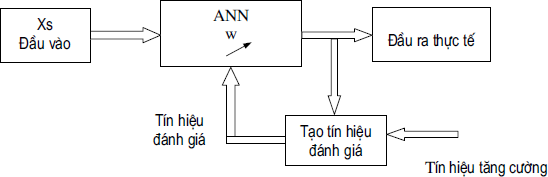 Xs
Đầu vào
ANN
w
Đầu ra thực tế
Tín hiệu
đánh giá
Tạo tín hiệu
đánh giá
Tín hiệu tăng cường